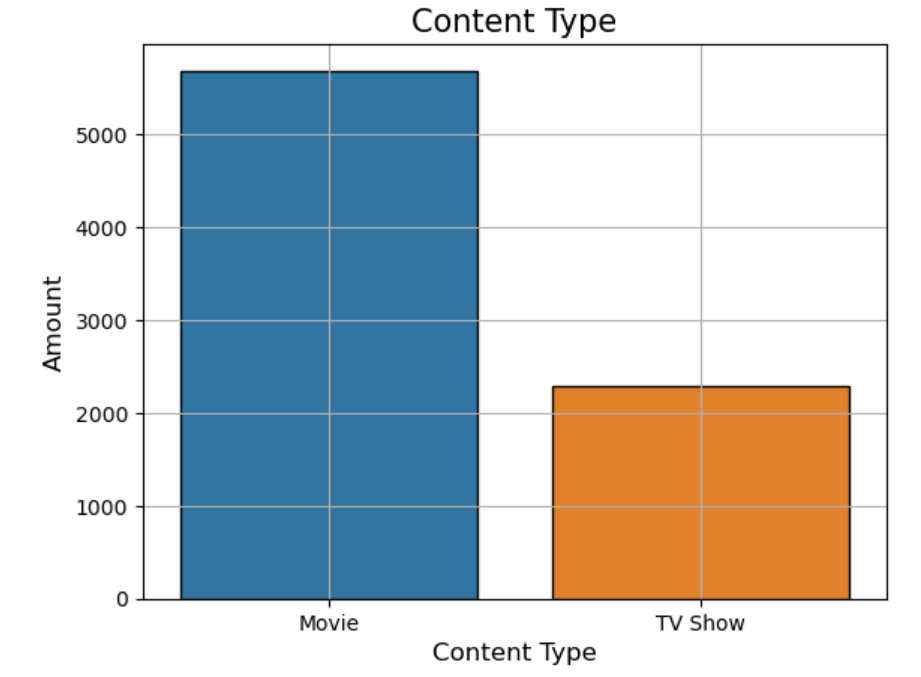 Content Type
5000
4000
3000
2000
1000
0
Amount
Movie
TV Show
Content Type